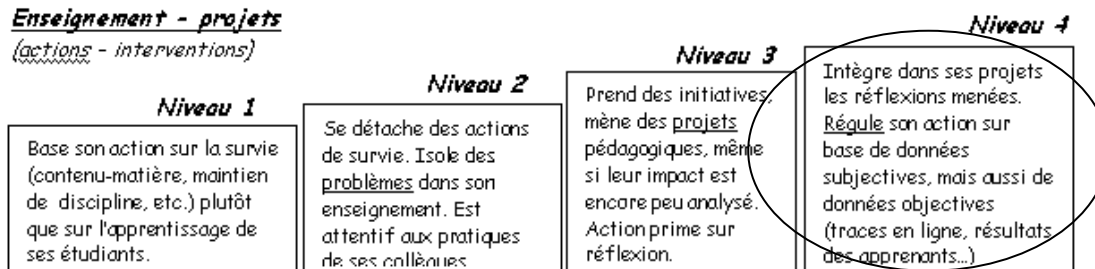 Enseignement - projets
(actions - interventions)
Niveau 1
Base son action sur la survie
(contenu-matière, maintien
de discipline, etc.) plutôt
que sur l'apprentissage de
ses étudiants.
Niveau 2
Se détache des actions
de survie. Isole des
problèmes dans son
enseignement. Est
attentif aux pratiques
de ses collègues
Niveau 3
Prend des initiatives,
mène des projets
pédagogiques, même
si leur impact est
encore peu analysé.
Action prime sur
réflexion.
Niveau 4
Intègre dans ses projets
les réflexions menées.
Régule son action sur
base de données
subjectives, mais aussi de
données objectives
(traces en ligne, résultats
des apprenants...)